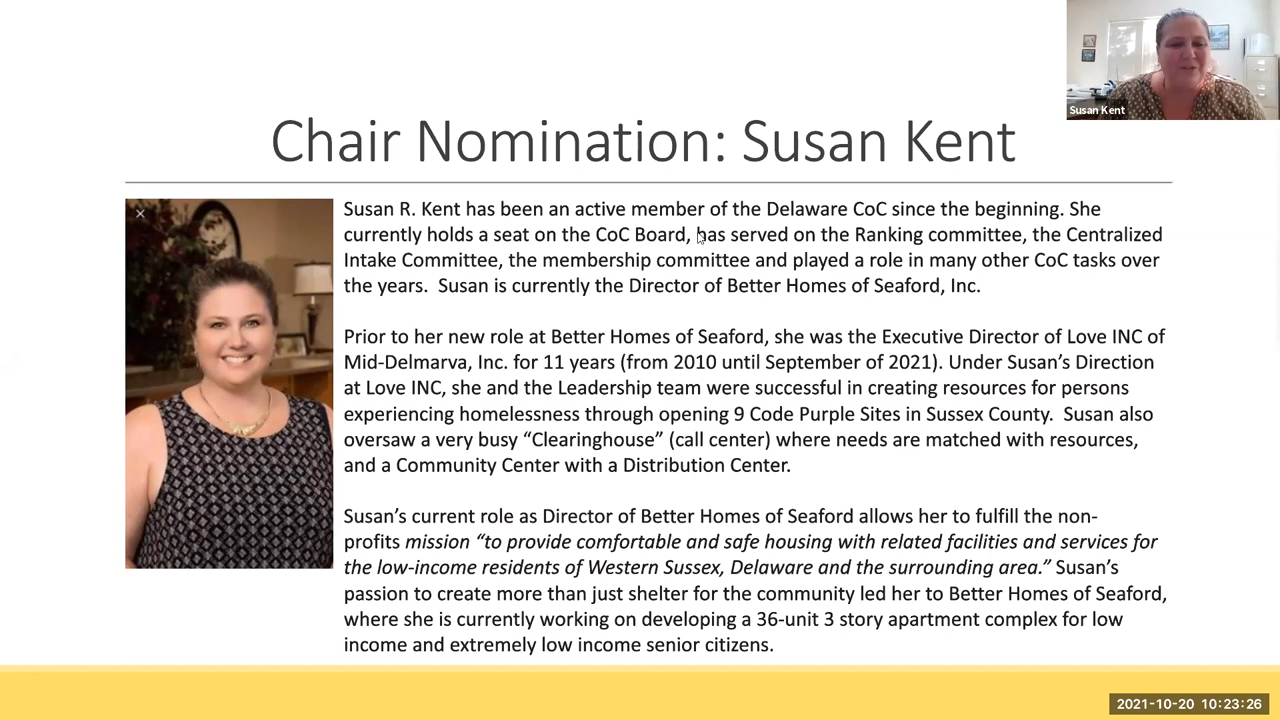 Susan Kent
Chair Nomination: Susan Kent
Susan R. Kent has been an active member of the Delaware CoC since the beginning. She
currently holds a seat on the CoC Board, has served on the Ranking committee, the Centralized
Intake Committee, the membership committee and played a role in many other CoC tasks over
the years.  Susan is currently the Director of Better Homes of Seaford, Inc.
Prior to her new role at Better Homes of Seaford, she was the Executive Director of Love INC of
Mid-Delmarva, Inc. for 11 years (from 2010 until September of 2021). Under Susan’s Direction
at Love INC, she and the Leadership team were successful in creating resources for persons
experiencing homelessness through opening 9 Code Purple Sites in Sussex County.  Susan also
oversaw a very busy “Clearinghouse” (call center) where needs are matched with resources,
and a Community Center with a Distribution Center.
Susan’s current role as Director of Better Homes of Seaford allows her to fulfill the non-
profits mission “to provide comfortable and safe housing with related facilities and services for
the low-income residents of Western Sussex, Delaware and the surrounding area.” Susan’s
passion to create more than just shelter for the community led her to Better Homes of Seaford,
where she is currently working on developing a 36-unit 3 story apartment complex for low
income and extremely low income senior citizens.
2021-10-20 10:23:26